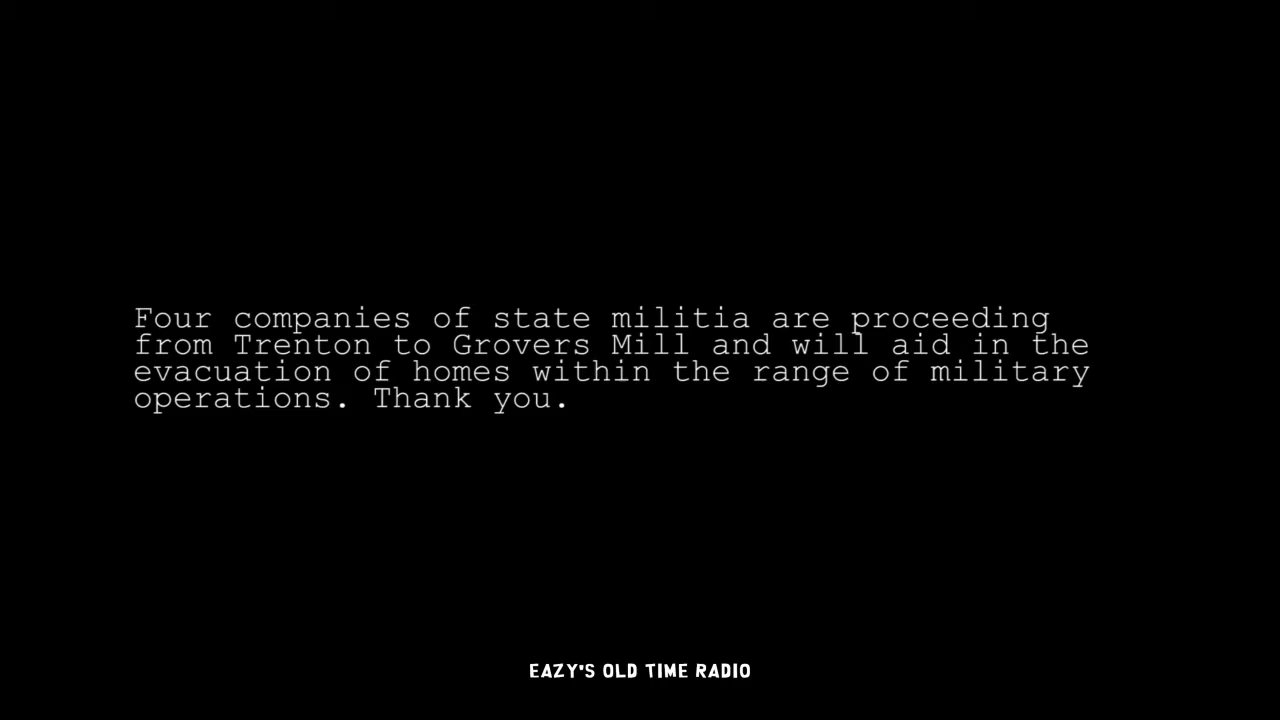 Four companies of state militia are proceeding
from Trenton to Grovers Mill and will aid in the
evacuation of homes within the range of military
operations. Thank you.
EAZY'S OLD TIME RADIO